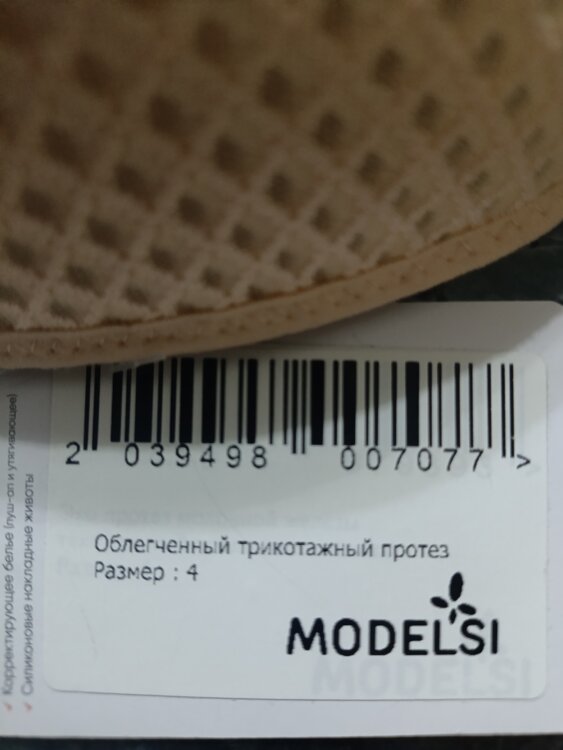 2 039498 007077 >
Облегченный трикотажный протез
Размер : 4
MODELSI
Корректирующее белье (пуш-ап и утягивающее)
Силиконовые накладные животы